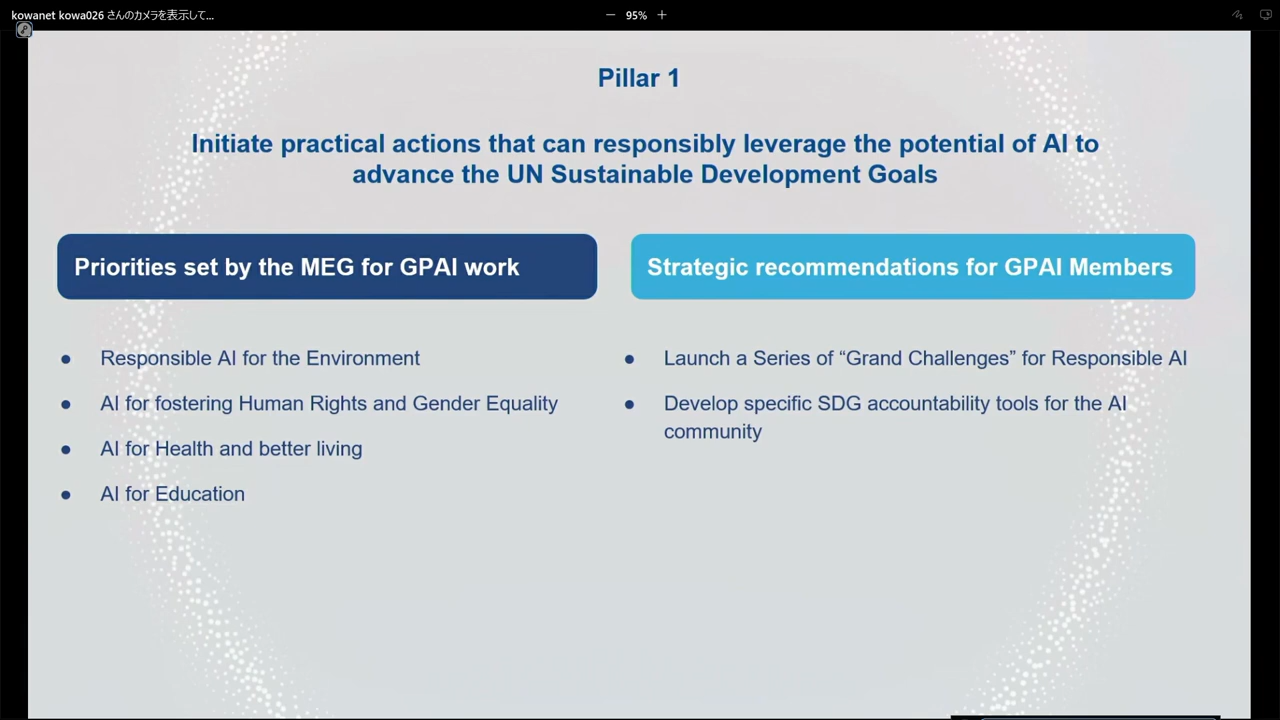 kowanet kowa026 さんのカメラを表示して...
95%
Pillar 1
Initiate practical actions that can responsibly leverage the potential of AI to
advance the UN Sustainable Development Goals
Priorities set by the MEG for GPAI work
Strategic recommendations for GPAI Members
● Responsible AI for the Environment
● AI for fostering Human Rights and Gender Equality
● AI for Health and better living
● AI for Education
● Launch a Series of “Grand Challenges” for Responsible AI
● Develop specific SDG accountability tools for the AI
community